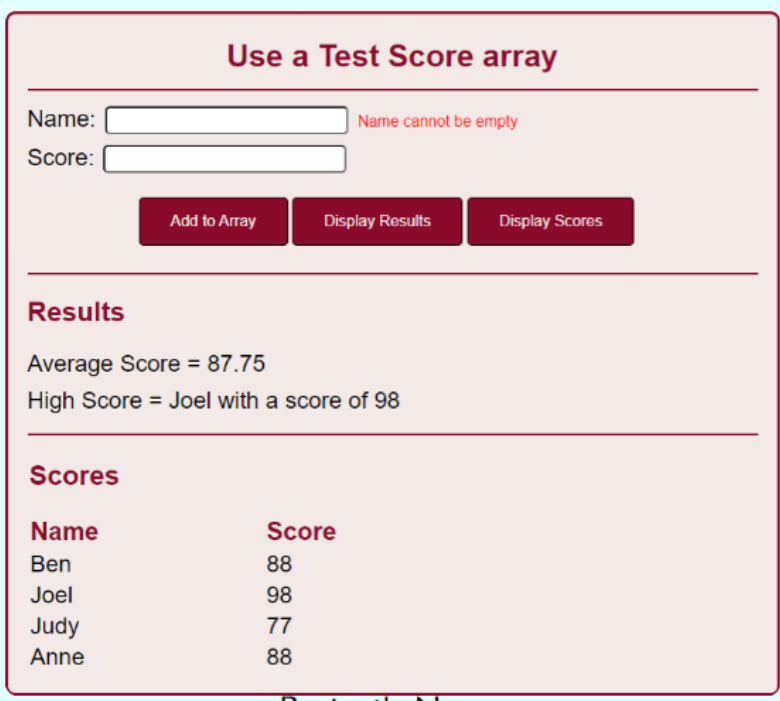 Use a Test Score array
Name: Name cannot be empty
Score:
Add to Array Display Results Display Scores
Results
Average Score = 87.75
High Score = Joel with a score of 98
Scores
Name Score
Ben 88
Joel 98
Judy 77
Anne 88